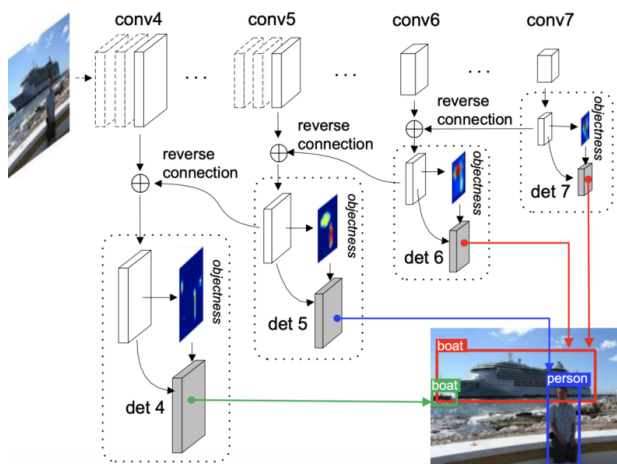 conv4
conv5
conv6
conv7
reverse
connection
reverse
connection
reverse connection
objectness
det 7
objectness
det 6
objectness
det 5
objectness
det 4
boat
person
boat